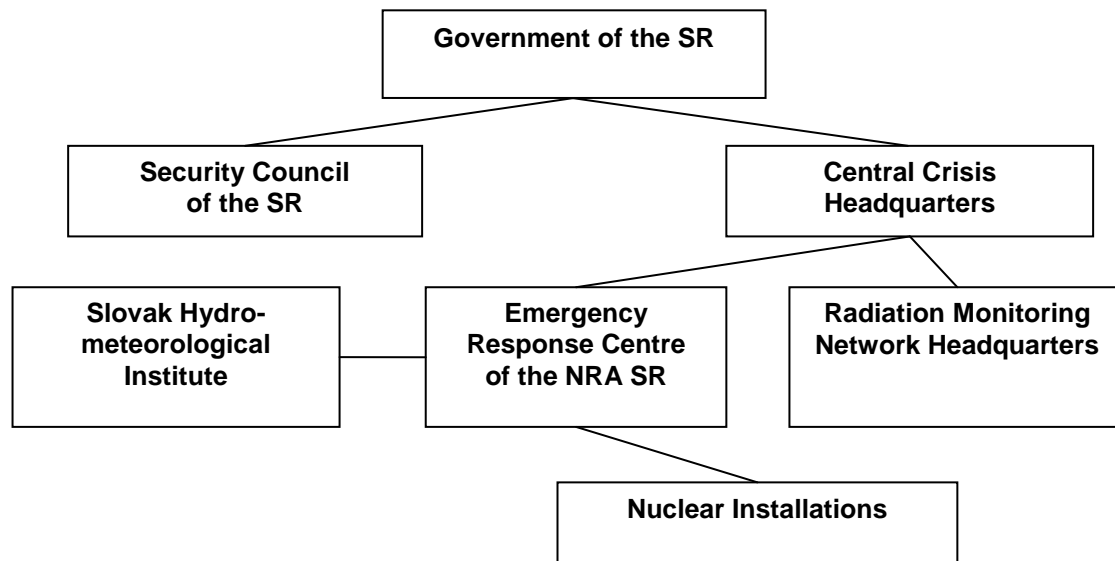 Government of the SR
Security Council
of the SR
Central Crisis
Headquarters
Slovak Hydro-
meteorological
Institute
Emergency
Response Centre
of the NRA SR
Radiation Monitoring
Network Headquarters
Nuclear Installations